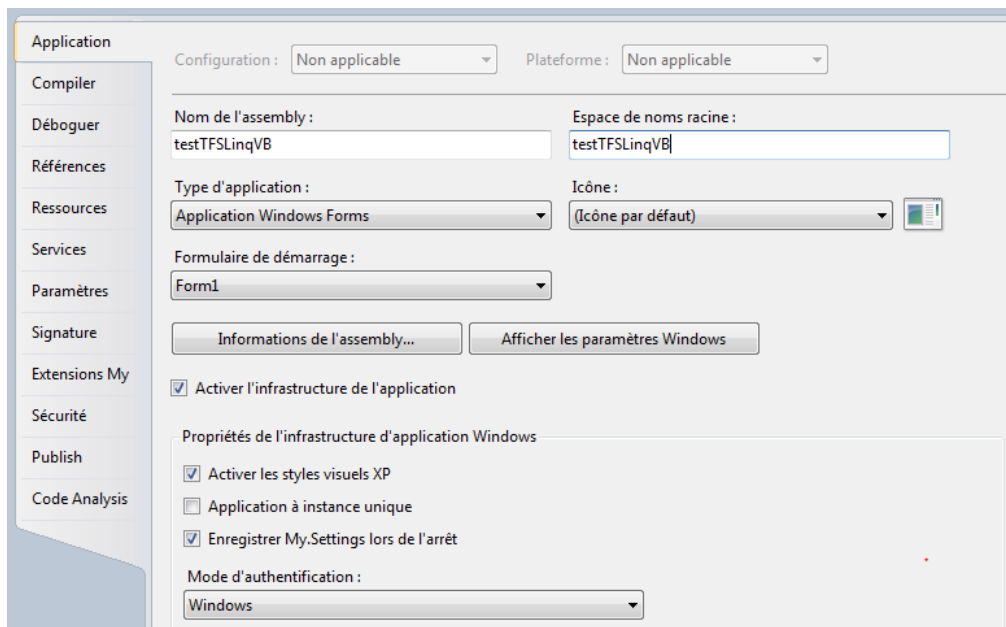 Application
Compiler
Déboguer
Références
Ressources
Services
Paramètres
Signature
Extensions My
Sécurité
Publish
Code Analysis
Configuration : Non applicable Plateforme : Non applicable
Nom de l'assembly : Espace de noms racine :
testTFSLinqVB testTFSLinqVB
Type d'application : Icône :
Application Windows Forms (Icône par défaut)
Formulaire de démarrage :
Form1
Informations de l'assembly... Afficher les paramètres Windows
Activer l'infrastructure de l'application
Propriétés de l'infrastructure d'application Windows
Activer les styles visuels XP
Application à instance unique
Enregistrer My.Settings lors de l'arrêt
Mode d'authentification :
Windows